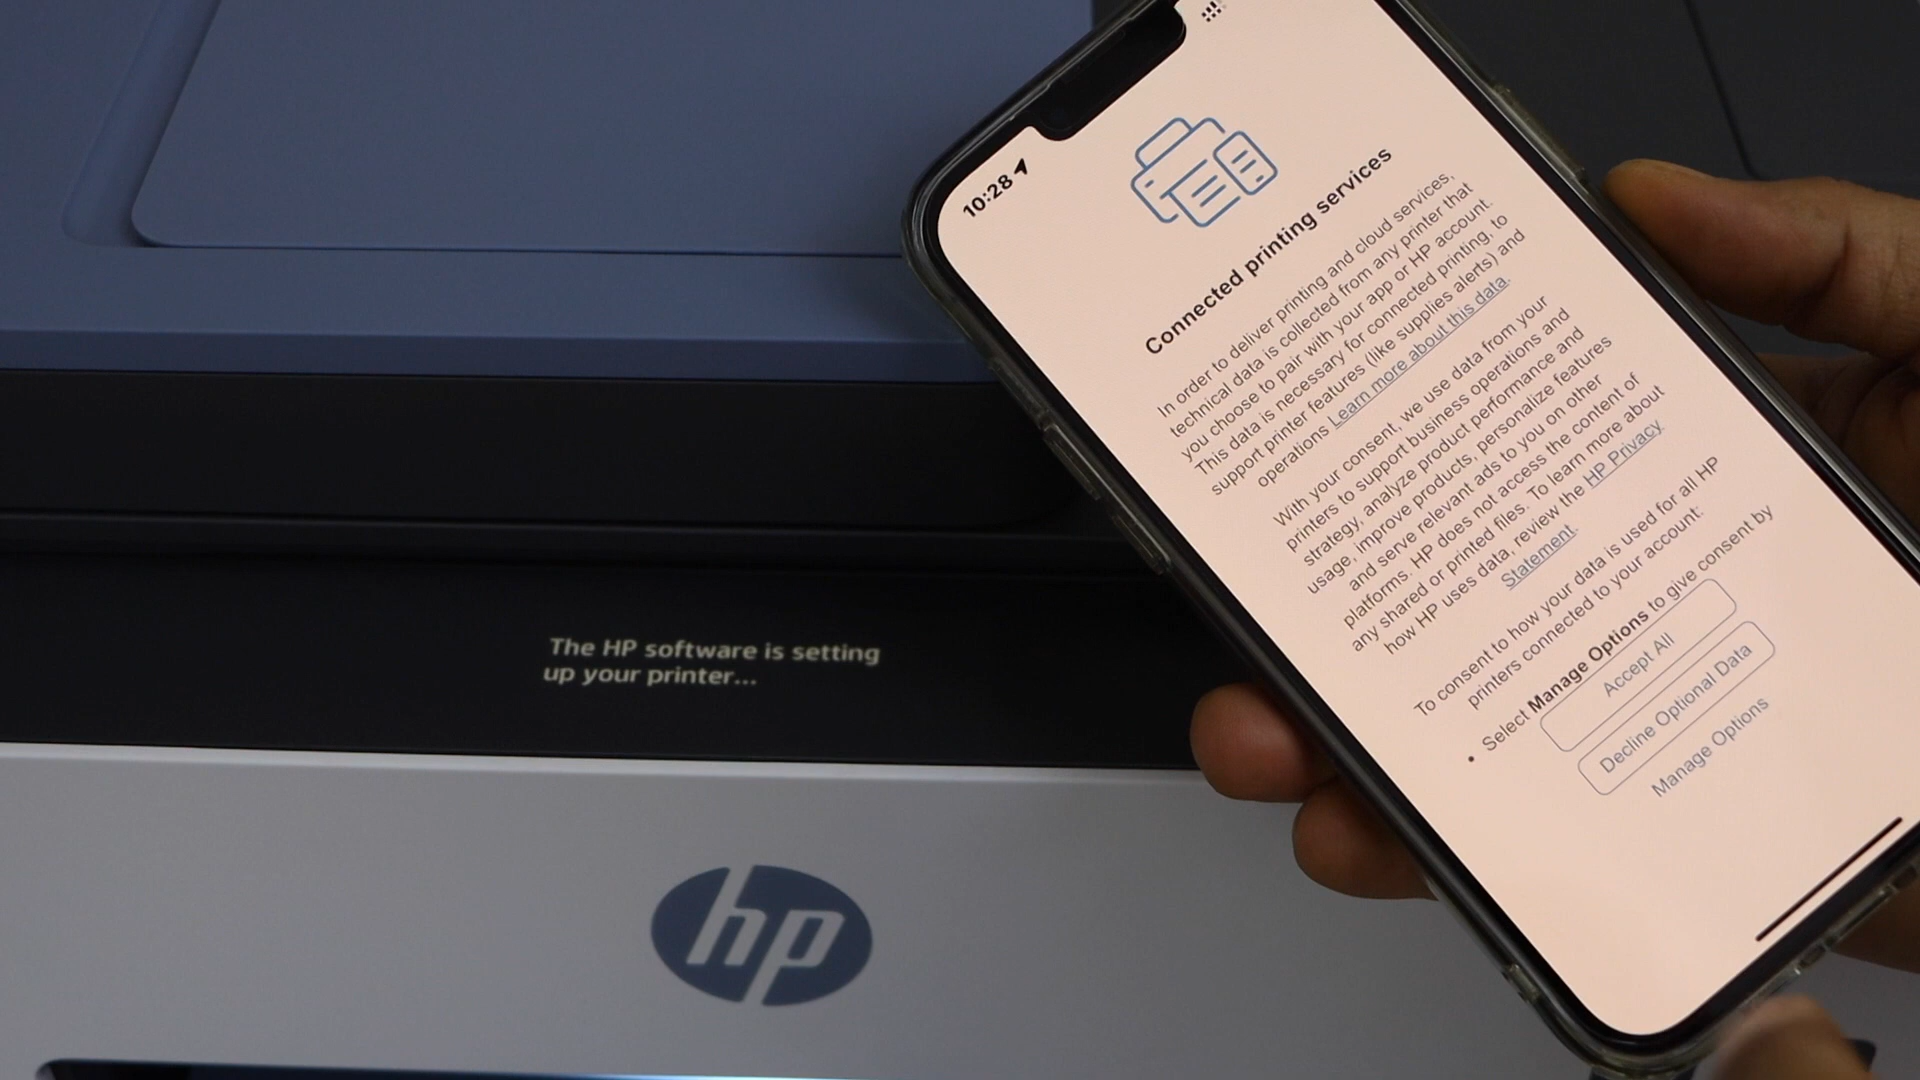 The HP software is setting
up your printer...
hp
10:28
Connected printing services
In order to deliver printing and cloud services,
technical data is collected from any printer that
you choose to pair with your app or HP account.
This data is necessary for connected printing, to
support printer features (like supplies alerts) and
operations Learn more about this data.
With your consent, we use data from your
printers to support business operations and
strategy, analyze product performance and
usage, improve products, personalize features
and serve relevant ads to you on other
platforms. HP does not access the content of
any shared or printed files. To learn more about
how HP uses data, review the HP Privacy
Statement.
To consent to how your data is used for all HP
printers connected to your account:
• Select Manage Options to give consent by
Accept All
Decline Optional Data
Manage Options